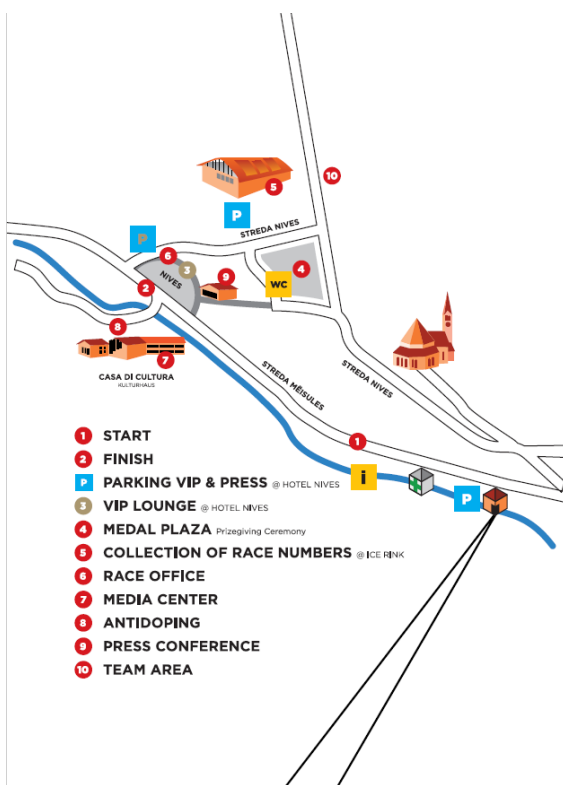 10
5
P
STREDA NIVES
P
6
3
4
9
NIVES
WC
2
8
7
CASA DI CULTURA
KULTURHAUS
STREDA MËISULES
STREDA NIVES
1
i
P
1 START
2 FINISH
P PARKING VIP & PRESS @ HOTEL NIVES
3 VIP LOUNGE @ HOTEL NIVES
4 MEDAL PLAZA Prizegiving Ceremony
5 COLLECTION OF RACE NUMBERS @ ICE RINK
6 RACE OFFICE
7 MEDIA CENTER
8 ANTIDOPING
9 PRESS CONFERENCE
10 TEAM AREA